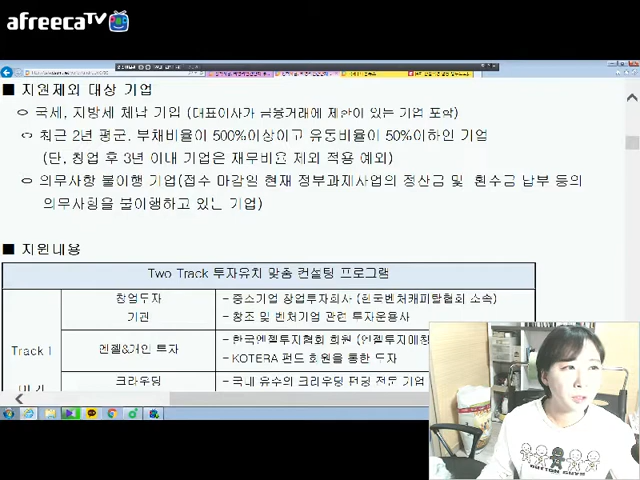 afreecaTV
■ 지원제외 대상 기업
○ 국세, 지방세 체납 기업 (대표이사가 금융거래에 제한이 있는 기업 포함)
○ 최근 2년 평균, 부채비율이 500%이상이고 유동비율이 50%이하인 기업
(단, 창업 후 3년 이내 기업은 재무비율 제외 적용 예외)
○ 의무사항 불이행 기업(접수 마감일 현재 정부과제사업의 정산금 및 환수금 납부 등의
의무사항을 불이행하고 있는 기업)
■ 지원내용
Two Track 투자유치 맞춤 컨설팅 프로그램
Track I
창업투자
기관
- 중소기업 창업투자회사 (한국벤처캐피탈협회 소속)
- 창조 및 벤처기업 관련 투자운용사
엔젤&개인 투자
- 한국엔젤투자협회 회원 (엔젤투자매칭
- KOTERA 펀드 회원을 통한 투자
크라우딩
- 국내 유수의 크라우딩 펀딩 전문 기업
BUTTON GUYS